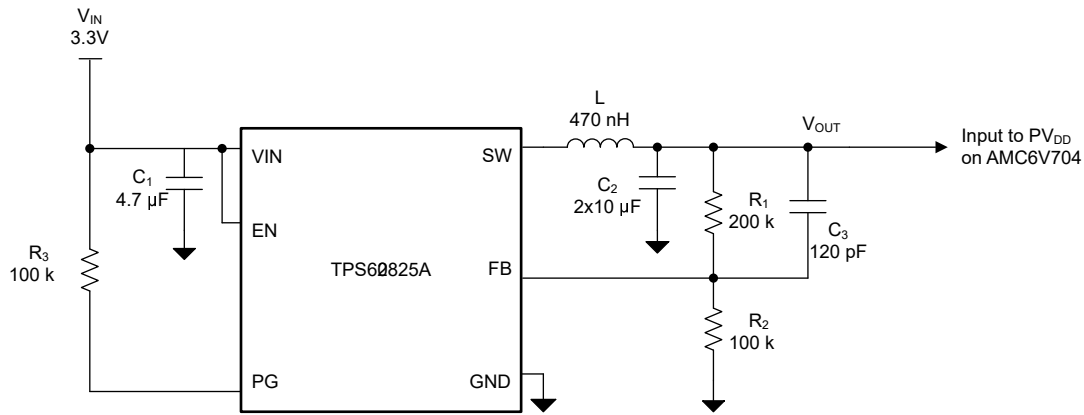 VIN
3.3V
L
470 nH
VOUT
Input to PVDD
on AMC6V704
VIN
SW
C1
4.7 µF
C2
2x10 µF
R1
200 k
C3
120 pF
EN
R3
100 k
FB
R2
100 k
PG
GND